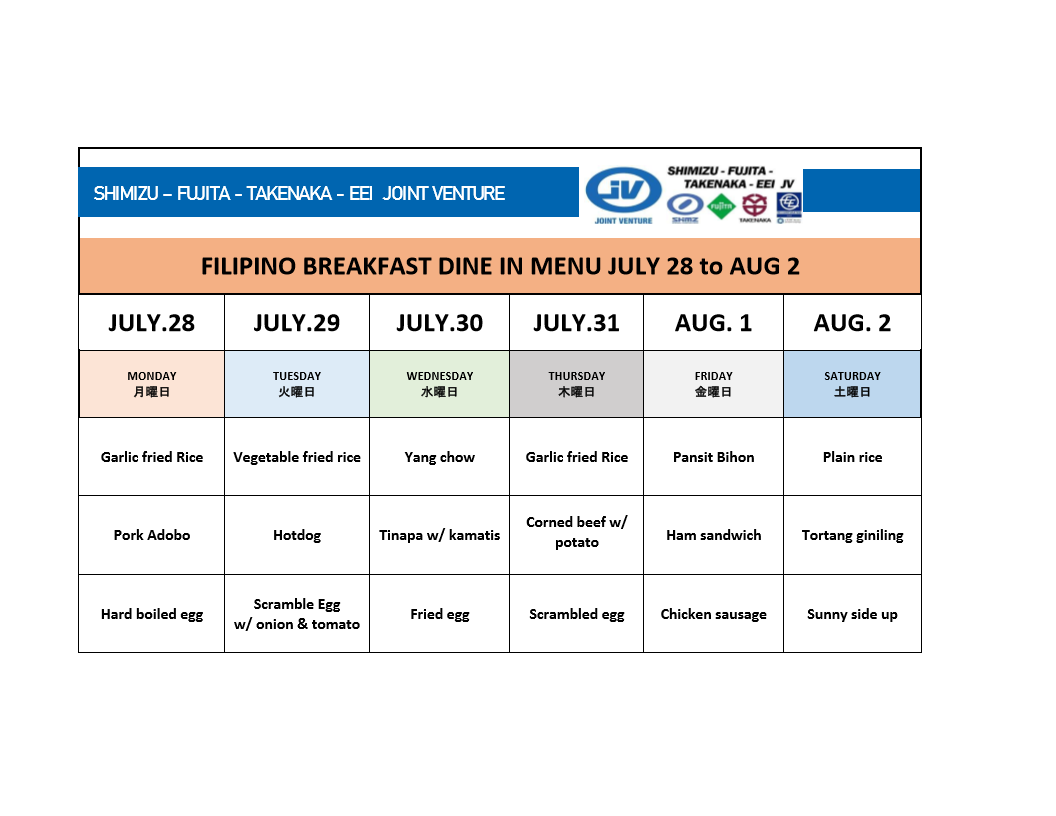 SHIMIZU – FUJITA - TAKENAKA - EEI JOINT VENTURE
JV
JOINT VENTURE
SHIMIZU - FUJITA -
TAKENAKA - EEI JV
SHIMZ
FUJITA
TAKENAKA
FILIPINO BREAKFAST DINE IN MENU JULY 28 to AUG 2
JULY.28 JULY.29 JULY.30 JULY.31 AUG. 1 AUG. 2
MONDAY TUESDAY WEDNESDAY THURSDAY FRIDAY SATURDAY
月曜日 火曜日 水曜日 木曜日 金曜日 土曜日
Garlic fried Rice Vegetable fried rice Yang chow Garlic fried Rice Pansit Bihon Plain rice
Pork Adobo Hotdog Tinapa w/ kamatis Corned beef w/ potato Ham sandwich Tortang giniling
Hard boiled egg Scramble Egg w/ onion & tomato Fried egg Scrambled egg Chicken sausage Sunny side up